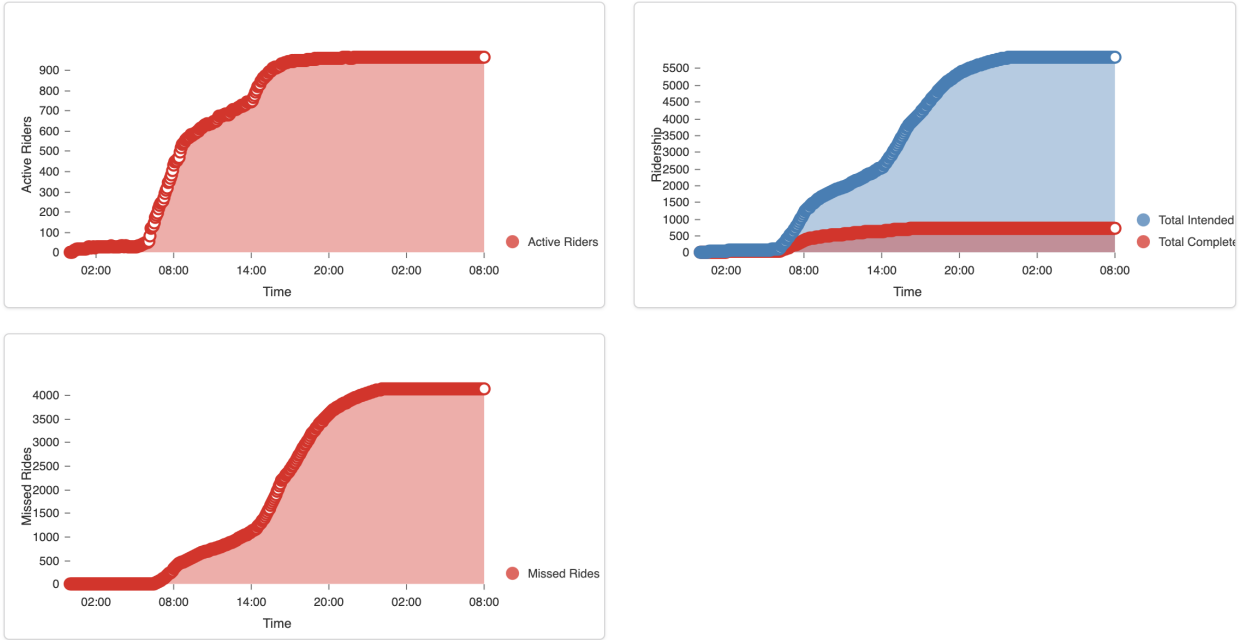 Active Riders
900
800
700
600
500
400
300
200
100
0
02:00 08:00 14:00 20:00 02:00 08:00
Time
Active Riders
Ridership
5500
5000
4500
4000
3500
3000
2500
2000
1500
1000
500
0
02:00 08:00 14:00 20:00 02:00 08:00
Time
Total Intended
Total Complete
Missed Rides
4000
3500
3000
2500
2000
1500
1000
500
0
02:00 08:00 14:00 20:00 02:00 08:00
Time
Missed Rides